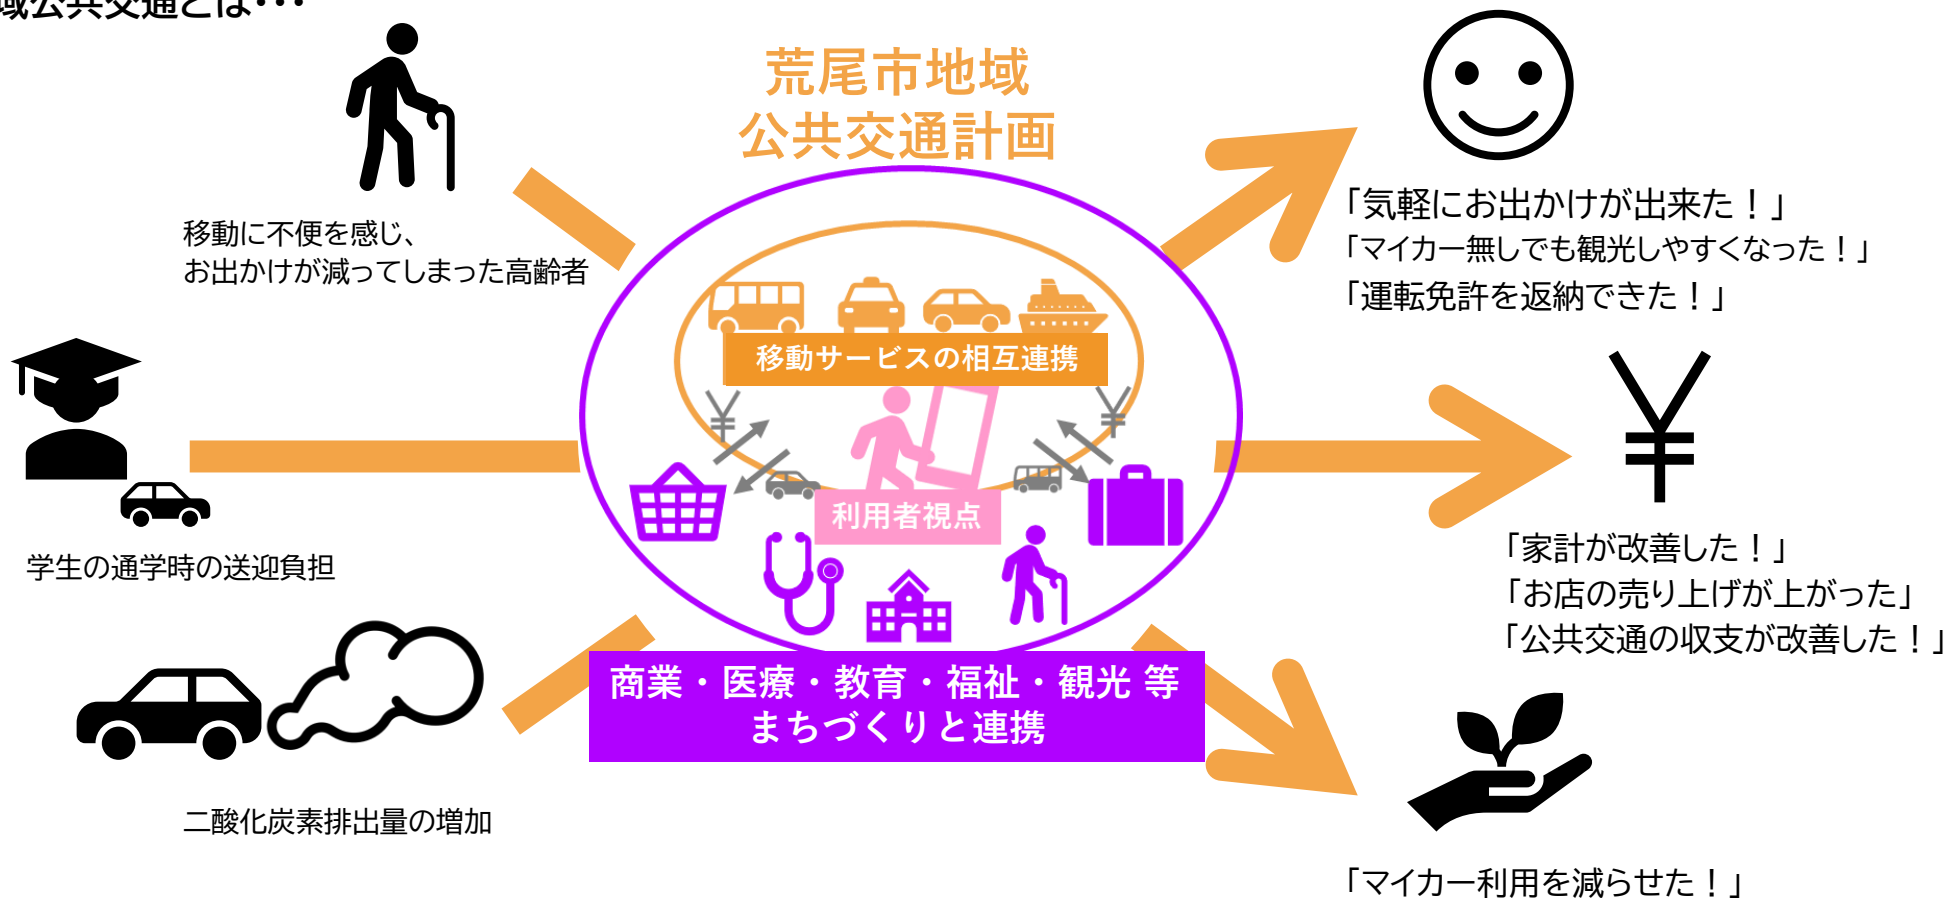 域公共交通とは・・・
荒尾市地域
公共交通計画
移動に不便を感じ、
お出かけが減ってしまった高齢者
学生の通学時の送迎負担
二酸化炭素排出量の増加
移動サービスの相互連携
利用者視点
商業・医療・教育・福祉・観光 等
まちづくりと連携
「気軽にお出かけが出来た！」
「マイカー無しでも観光しやすくなった！」
「運転免許を返納できた！」
「家計が改善した！」
「お店の売り上げが上がった」
「公共交通の収支が改善した！」
「マイカー利用を減らせた！」